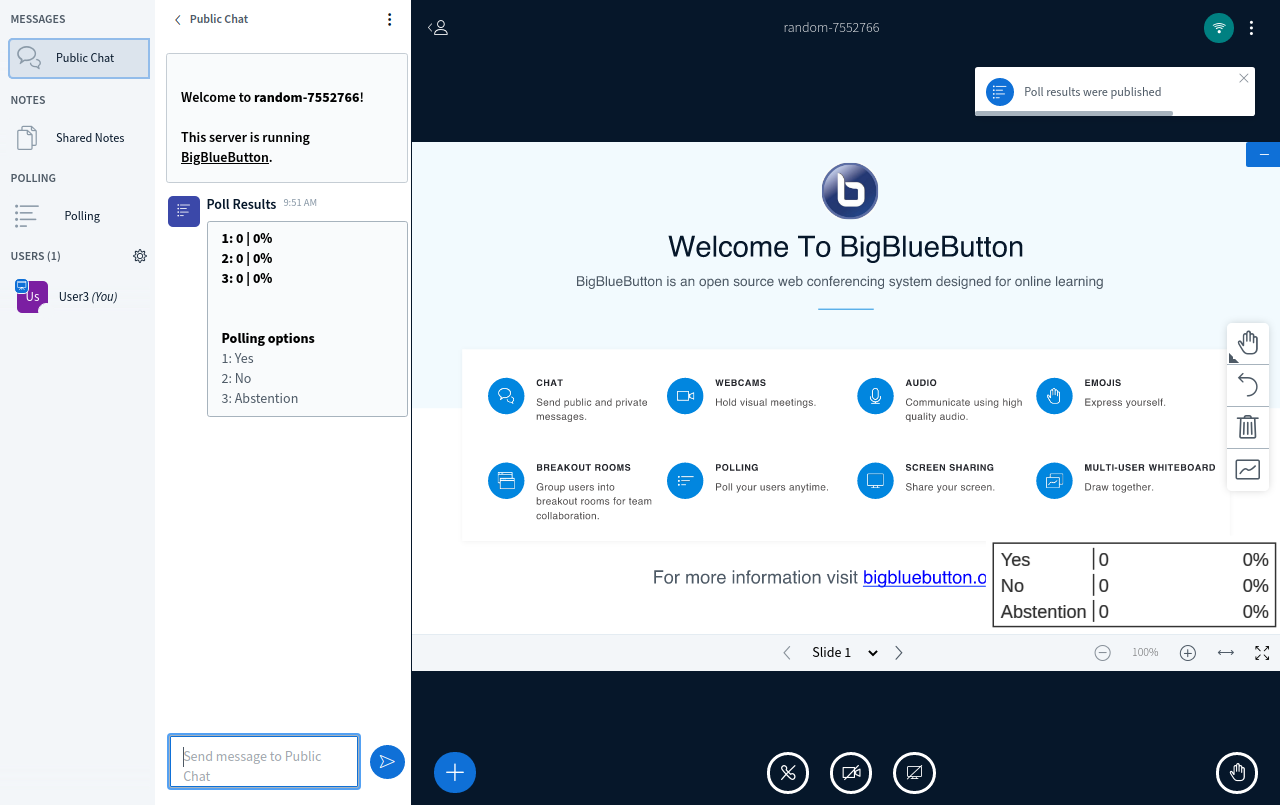 MESSAGES
Public Chat
NOTES
Shared Notes
POLLING
Polling
USERS (1)
Us
User3 (You)
Public Chat
Welcome to random-7552766!
This server is running
BigBlueButton.
Poll Results 9:51 AM
1: 0 | 0%
2: 0 | 0%
3: 0 | 0%
Polling options
1: Yes
2: No
3: Abstention
Send message to Public
Chat
random-7552766
Poll results were published
Welcome To BigBlueButton
BigBlueButton is an open source web conferencing system designed for online learning
CHAT
Send public and private
messages.
WEBCAMS
Hold visual meetings.
AUDIO
Communicate using high
quality audio.
EMOJIS
Express yourself.
BREAKOUT ROOMS
Group users into
breakout rooms for team
collaboration.
POLLING
Poll your users anytime.
SCREEN SHARING
Share your screen.
MULTI-USER WHITEBOARD
Draw together.
For more information visit bigbluebutton.o
Yes 0 0%
No 0 0%
Abstention 0 0%
Slide 1
100%